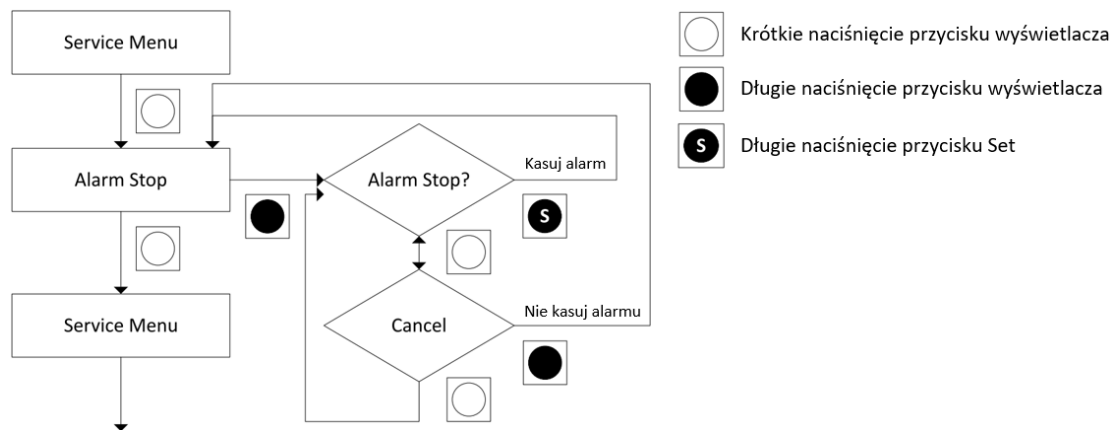 Service Menu
Krótkie naciśnięcie przycisku wyświetlacza
Długie naciśnięcie przycisku wyświetlacza
S Długie naciśnięcie przycisku Set
Alarm Stop
Alarm Stop?
Kasuj alarm
S
Service Menu
Cancel
Nie kasuj alarmu